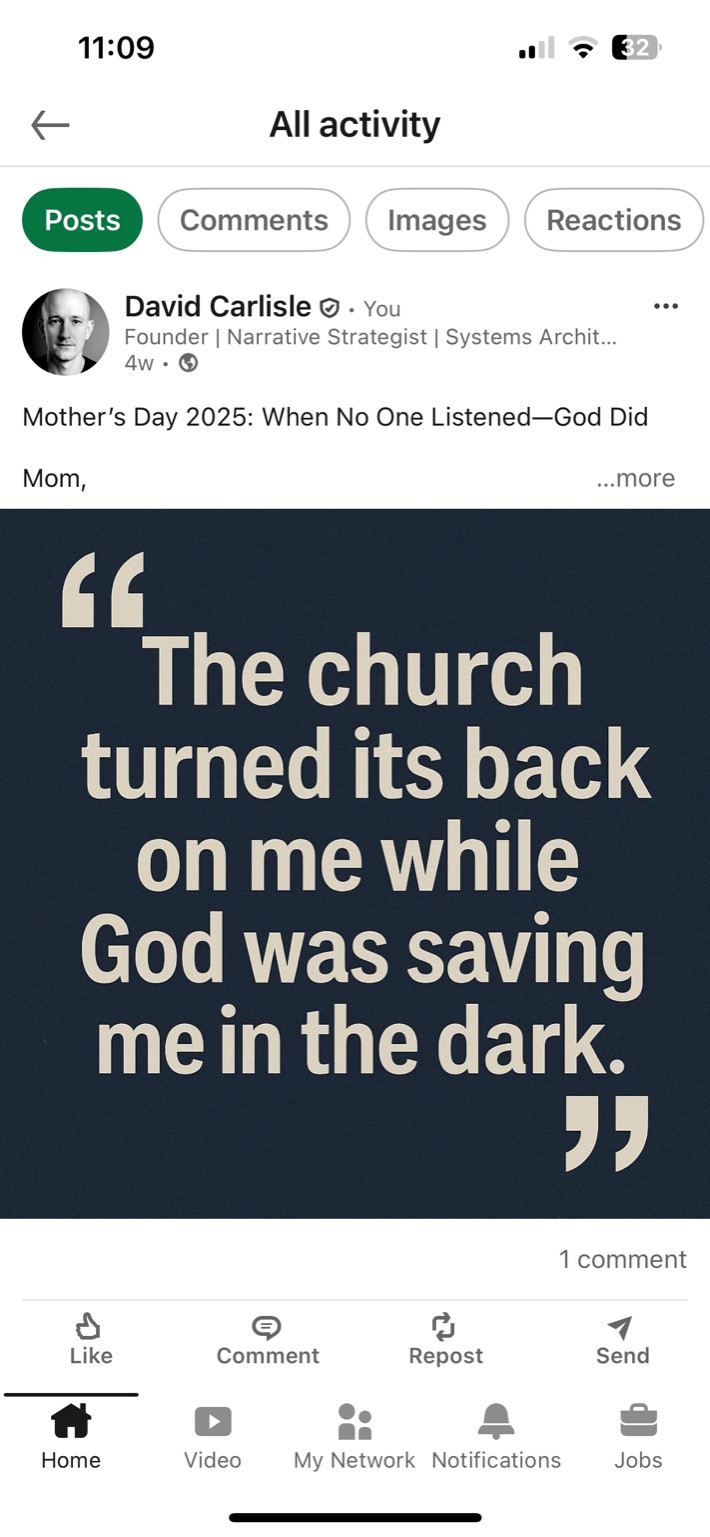 11:09
32
All activity
Posts
Comments
Images
Reactions
David Carlisle • You
Founder | Narrative Strategist | Systems Archit...
4w •
Mother’s Day 2025: When No One Listened—God Did
Mom,
...more
“
The church
turned its back
on me while
God was saving
me in the dark.
”
1 comment
Like
Comment
Repost
Send
Home
Video
My Network
Notifications
Jobs